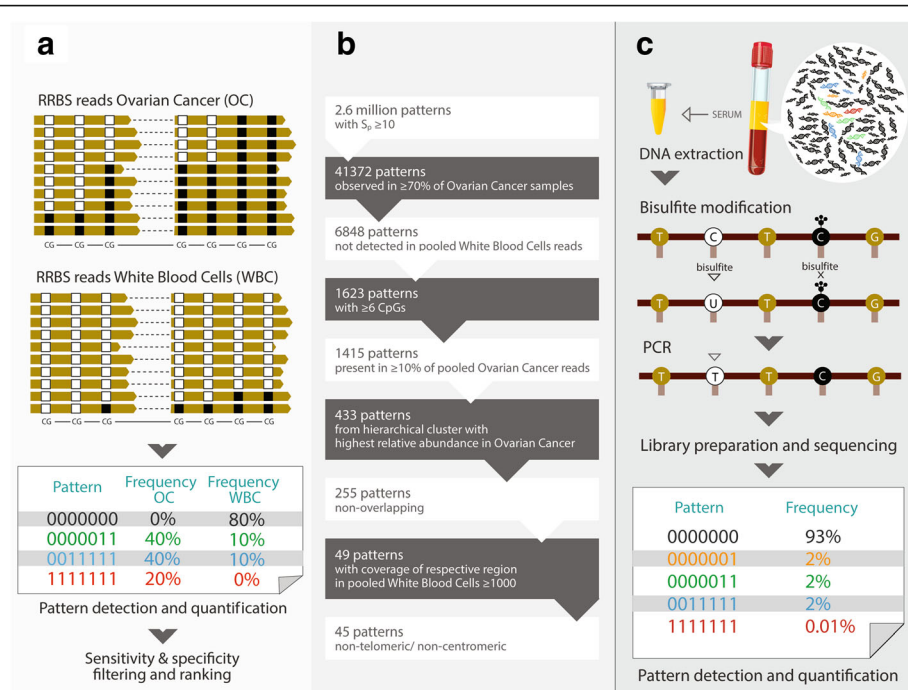 a
RRBS reads Ovarian Cancer (OC)
CG CG CG CG CG CG CG
RRBS reads White Blood Cells (WBC)
CG CG CG CG CG CG CG
Pattern Frequency OC Frequency WBC
0000000 0% 80%
0000011 40% 10%
0011111 40% 10%
1111111 20% 0%
Pattern detection and quantification
Sensitivity & specificity
filtering and ranking
b
2.6 million patterns
with Sp ≥10
41372 patterns
observed in ≥70% of Ovarian Cancer samples
6848 patterns
not detected in pooled White Blood Cells reads
1623 patterns
with ≥6 CpGs
1415 patterns
present in ≥10% of pooled Ovarian Cancer reads
433 patterns
from hierarchical cluster with
highest relative abundance in Ovarian Cancer
255 patterns
non-overlapping
49 patterns
with coverage of respective region
in pooled White Blood Cells ≥1000
45 patterns
non-telomeric/ non-centromeric
c
SERUM
DNA extraction
Bisulfite modification
T C T C G
bisulfite bisulfite
X
T U T C G
PCR
T T T C G
Library preparation and sequencing
Pattern Frequency
0000000 93%
0000001 2%
0000011 2%
0011111 2%
1111111 0.01%
Pattern detection and quantification